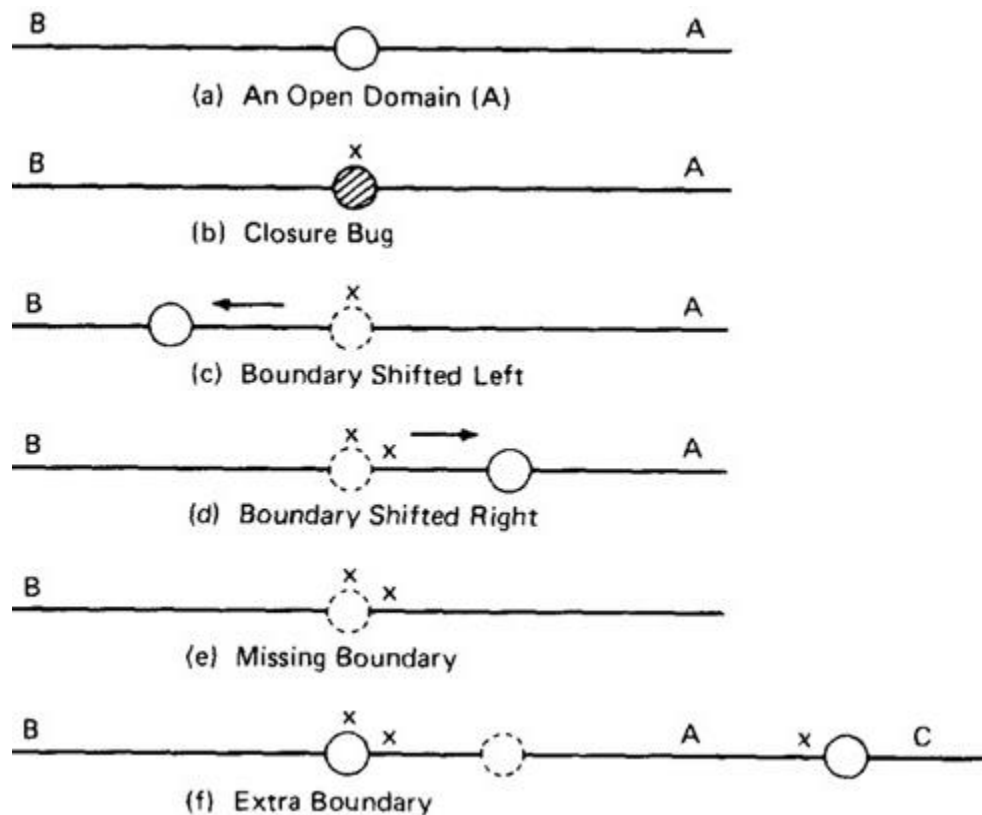 B A
(a) An Open Domain (A)
x
B A
(b) Closure Bug
x
B A
(c) Boundary Shifted Left
x
B x A
(d) Boundary Shifted Right
x
B x
(e) Missing Boundary
x
B x A x C
(f) Extra Boundary